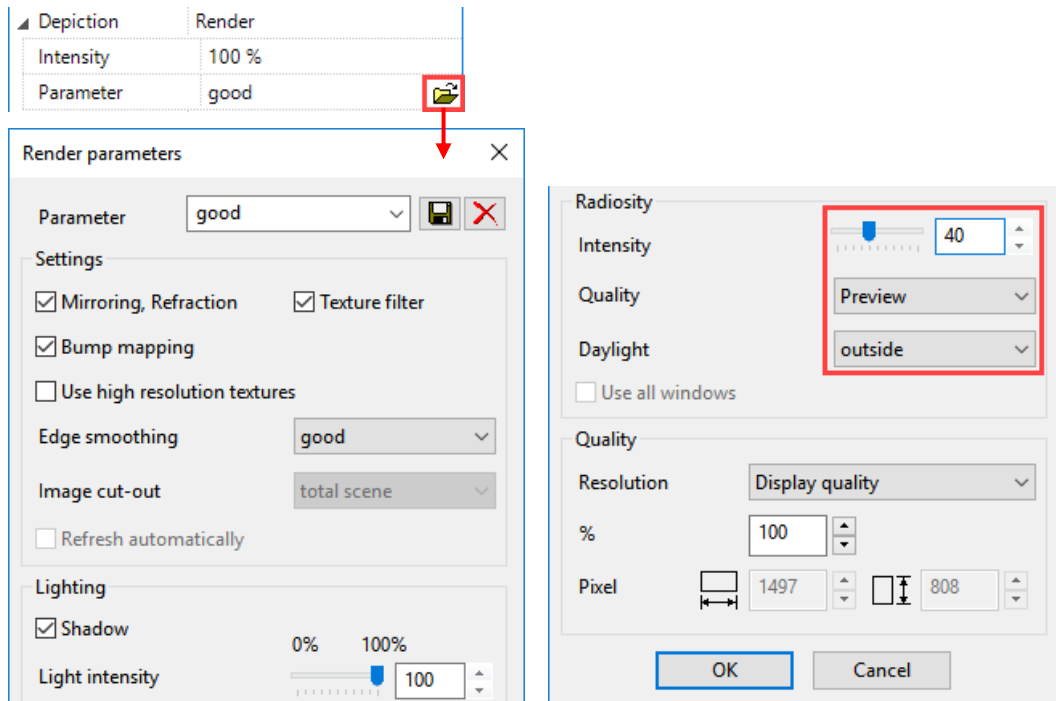 Depiction Render
Intensity 100 %
Parameter good
Render parameters
Parameter good
Settings
Mirroring, Refraction Texture filter
Bump mapping
Use high resolution textures
Edge smoothing good
Image cut-out total scene
Refresh automatically
Lighting
Shadow
0% 100%
Light intensity 100
Radiosity
Intensity 40
Quality Preview
Daylight outside
Use all windows
Quality
Resolution Display quality
% 100
Pixel 1497 808
OK Cancel